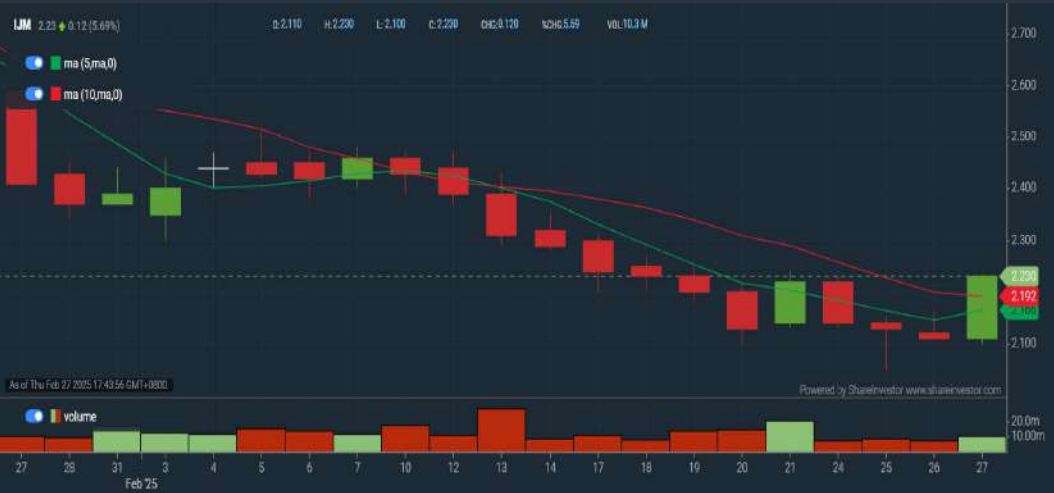 IJM 2.23 0.12 (5.69%) O: 2.110 H: 2.230 L: 2.100 C: 2.230 CHG: 0.120 %CHG: 5.69 VOL: 10.3 M
ma (5,ma,0)
ma (10,ma,0)
2.700
2.600
2.500
2.400
2.300
2.230
2.192
2.100
As of Thu Feb 27 2025 17:43:56 GMT+0800
Powered by ShareInvestor www.shareinvestor.com
volume
20.0m
10.00m
27 28 31 3 4 5 6 7 10 12 13 14 17 18 19 20 21 24 25 26 27
Feb '25